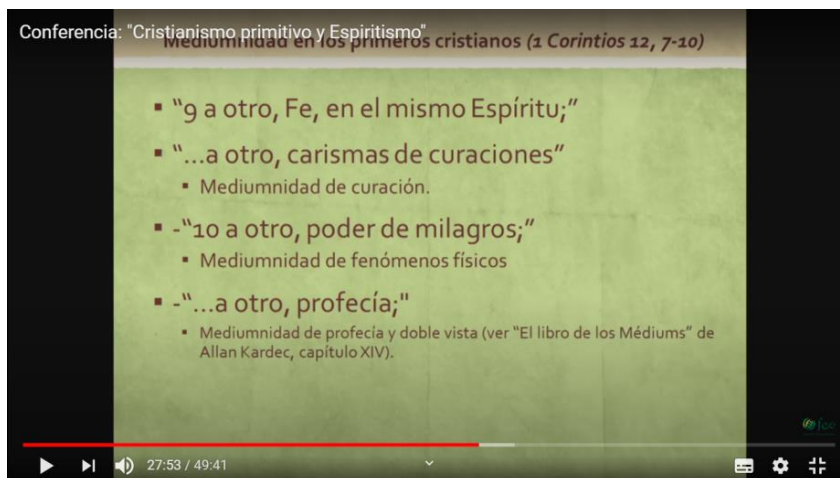 Conferencia: "Cristianismo primitivo y Espiritismo"
Mediumnidad en los primeros cristianos (1 Corintios 12, 7-10)
▪ “9 a otro, Fe, en el mismo Espíritu;”
▪ “...a otro, carismas de curaciones”
▪ Mediumnidad de curación.
▪ -“10 a otro, poder de milagros;”
▪ Mediumnidad de fenómenos físicos
▪ -“...a otro, profecía;"
▪ Mediumnidad de profecía y doble vista (ver “El libro de los Médiums” de
Allan Kardec, capítulo XIV).
27:53 / 49:41